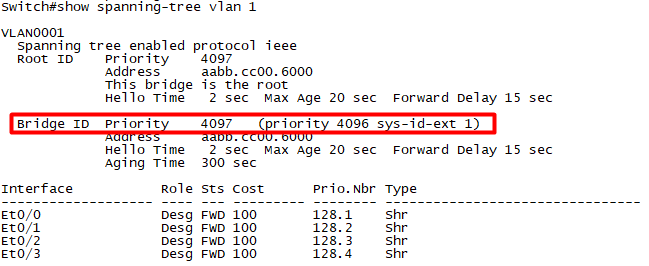 Switch#show spanning-tree vlan 1
VLAN0001
Spanning tree enabled protocol ieee
Root ID Priority 4097
Address aabb.cc00.6000
This bridge is the root
Hello Time 2 sec Max Age 20 sec Forward Delay 15 sec
Bridge ID Priority 4097 (priority 4096 sys-id-ext 1)
Address aabb.cc00.6000
Hello Time 2 sec Max Age 20 sec Forward Delay 15 sec
Aging Time 300 sec
Interface Role Sts Cost Prio.Nbr Type
------------------- ---- --- --------- -------- --------------------------------
Et0/0 Desg FWD 100 128.1 Shr
Et0/1 Desg FWD 100 128.2 Shr
Et0/2 Desg FWD 100 128.3 Shr
Et0/3 Desg FWD 100 128.4 Shr